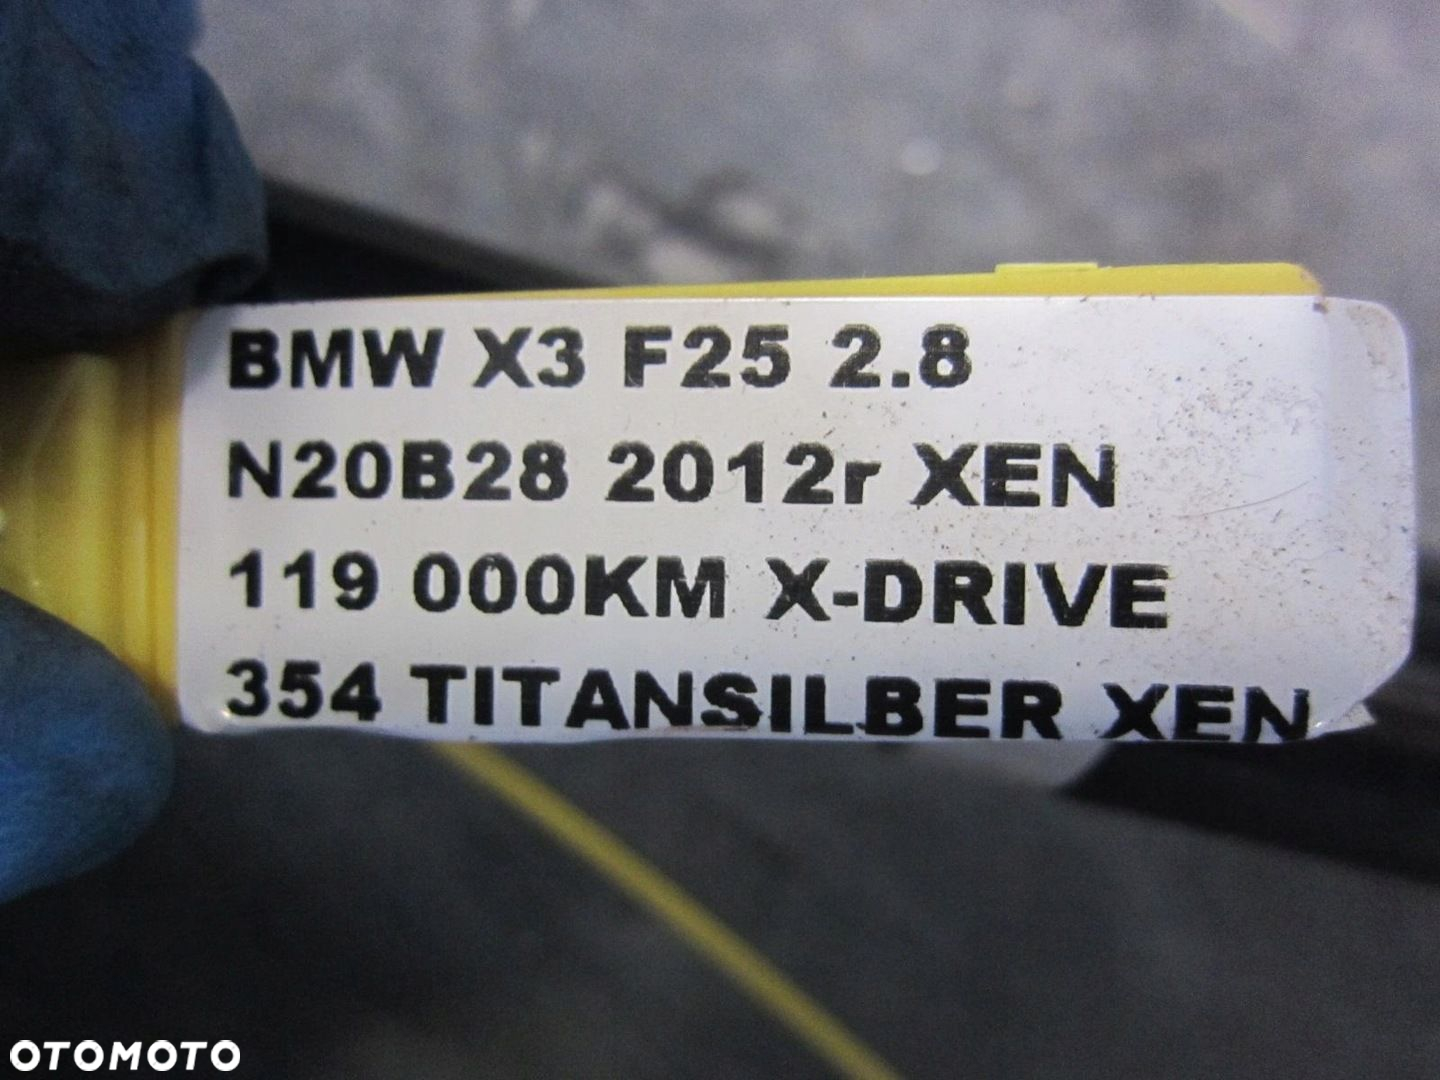 BMW X3 F25 2.8
N20B28 2012r XEN
119 000KM X-DRIVE
354 TITANSILBER XEN
OTOMOTO